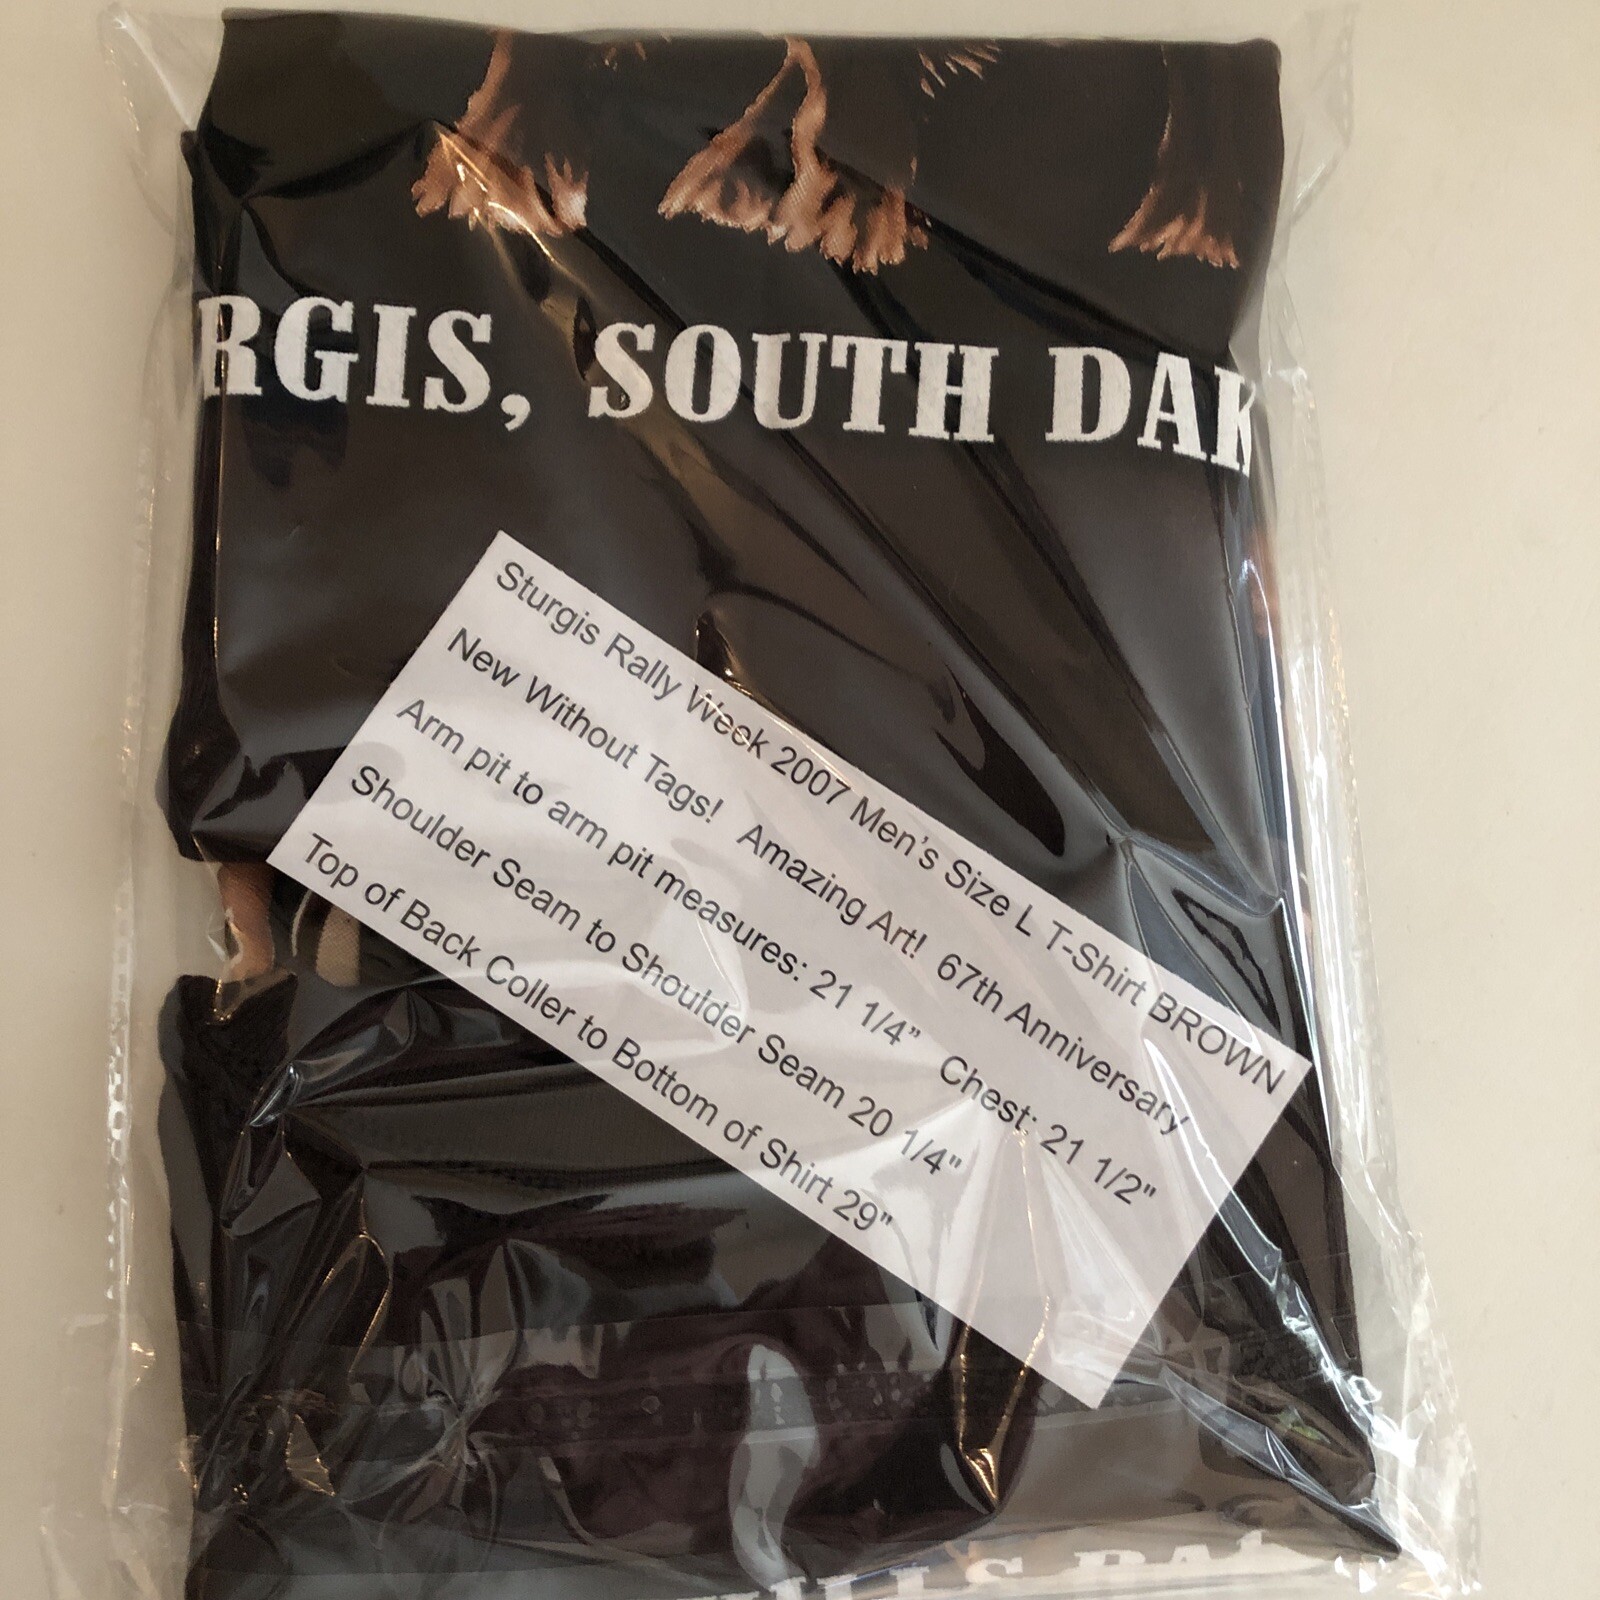 RGIS, SOUTH DAK
Sturgis Rally Week 2007 Men's Size L T-Shirt BROWN
New Without Tags!  Amazing Art!  67th Anniversary
Arm pit to arm pit measures: 21 1/4”  Chest: 21 1/2"
Shoulder Seam to Shoulder Seam 20 1/4"
Top of Back Coller to Bottom of Shirt 29"